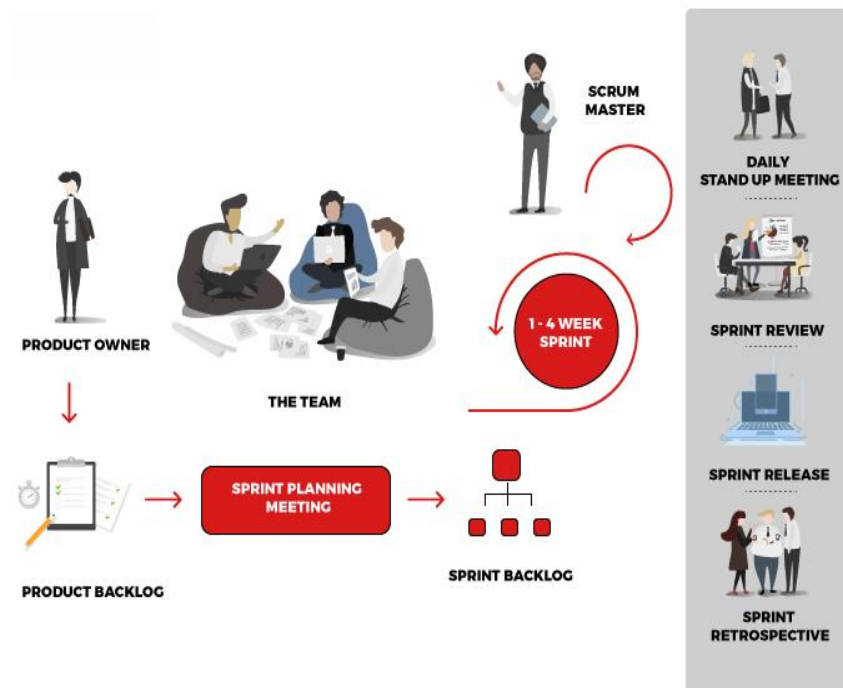 SCRUM
MASTER
PRODUCT OWNER
THE TEAM
1 - 4 WEEK
SPRINT
PRODUCT BACKLOG
SPRINT PLANNING
MEETING
SPRINT BACKLOG
DAILY
STAND UP MEETING
SPRINT REVIEW
SPRINT RELEASE
SPRINT
RETROSPECTIVE